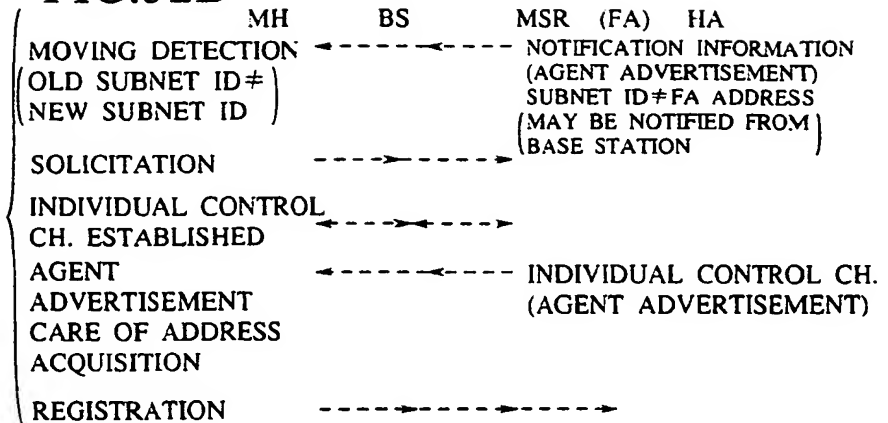 MH BS MSR (FA) HA
MOVING DETECTION NOTIFICATION INFORMATION
(OLD SUBNET ID≠ (AGENT ADVERTISEMENT)
NEW SUBNET ID) SUBNET ID≠FA ADDRESS
(MAY BE NOTIFIED FROM
BASE STATION)
SOLICITATION
INDIVIDUAL CONTROL
CH. ESTABLISHED
AGENT INDIVIDUAL CONTROL CH.
ADVERTISEMENT (AGENT ADVERTISEMENT)
CARE OF ADDRESS
ACQUISITION
REGISTRATION